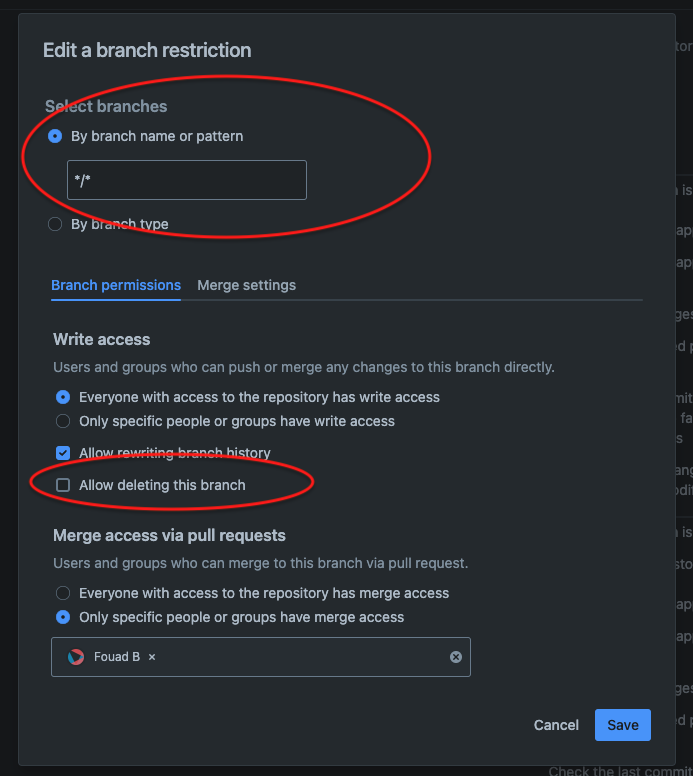 Edit a branch restriction
Select branches
By branch name or pattern
*/*
By branch type
Branch permissions Merge settings
Write access
Users and groups who can push or merge any changes to this branch directly.
Everyone with access to the repository has write access
Only specific people or groups have write access
Allow rewriting branch history
Allow deleting this branch
Merge access via pull requests
Users and groups who can merge to this branch via pull request.
Everyone with access to the repository has merge access
Only specific people or groups have merge access
Fouad B ×
Cancel Save
Check the last commit